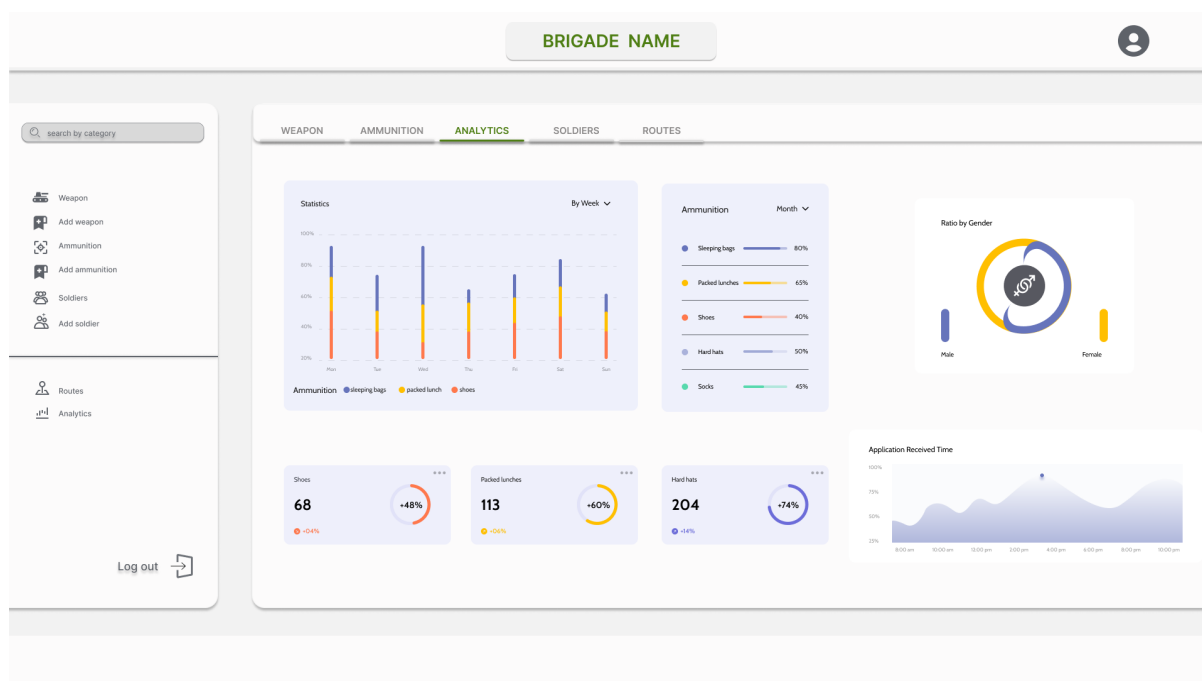 BRIGADE NAME
search by category
Weapon
Add weapon
Ammunition
Add ammunition
Soldiers
Add soldier
Routes
Analytics
Log out
WEAPON AMMUNITION ANALYTICS SOLDIERS ROUTES
Statistics By Week
100%
80%
60%
40%
20%
Mon Tue Wed Thu Fri Sat Sun
Ammunition sleeping bags packed lunch shoes
Ammunition Month
Sleeping bags 80%
Packed lunches 65%
Shoes 40%
Hard hats 50%
Socks 45%
Ratio by Gender
Male Female
Shoes
68
+48%
+04%
Packed lunches
113
+60%
+06%
Hard hats
204
+74%
+14%
Application Received Time
100%
75%
50%
25%
8:00 am 10:00 am 12:00 pm 2:00 pm 4:00 pm 6:00 pm 8:00 pm 10:00 pm